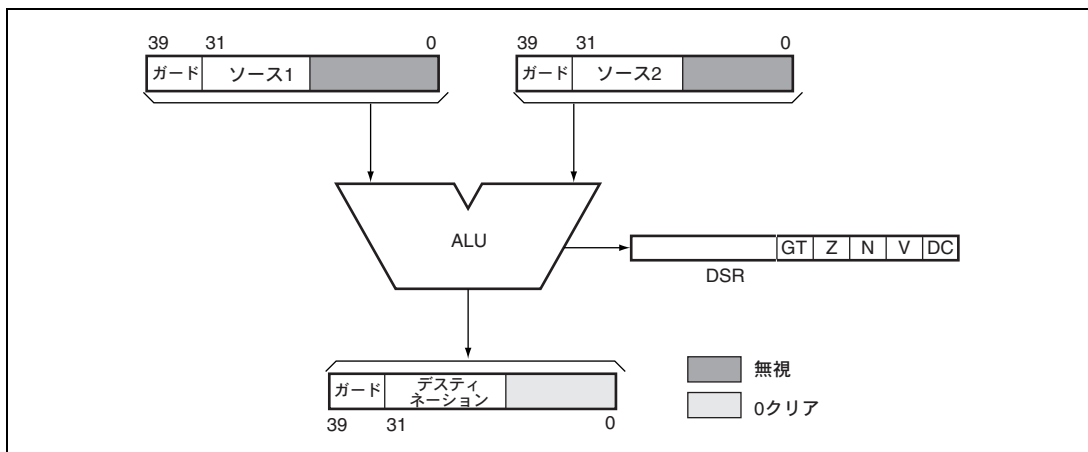 39 31 0
39 31 0
ガード ソース1
ガード ソース2
ALU
GT Z N V DC
DSR
ガード デスティ
ネーション
39 31 0
無視
0クリア